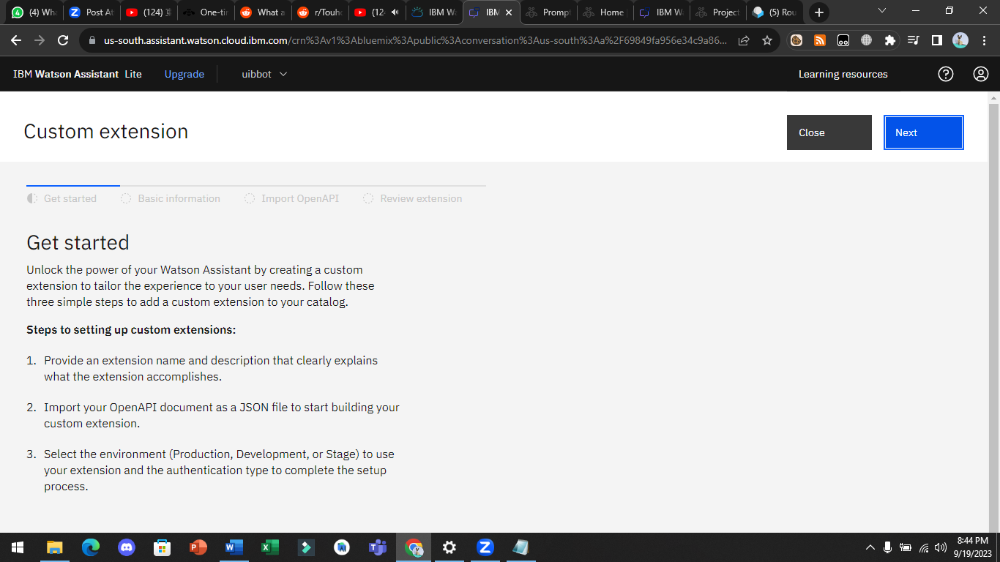 (4) Wha
Post At
(124)
One-tim
What a
r/Touho
(12
IBM Wa
IBM
Prompt
Home
IBM Wa
Project
(5) Rou
us-south.assistant.watson.cloud.ibm.com/crn%3Av1%3Abluemix%3Apublic%3Aconversation%3Aus-south%3Aa%2F69849fa956e34c9a86...
IBM Watson Assistant Lite
Upgrade
uibbot
Learning resources
Custom extension
Close
Next
Get started
Basic information
Import OpenAPI
Review extension
Get started
Unlock the power of your Watson Assistant by creating a custom
extension to tailor the experience to your user needs. Follow these
three simple steps to add a custom extension to your catalog.
Steps to setting up custom extensions:
1. Provide an extension name and description that clearly explains
what the extension accomplishes.
2. Import your OpenAPI document as a JSON file to start building your
custom extension.
3. Select the environment (Production, Development, or Stage) to use
your extension and the authentication type to complete the setup
process.
8:44 PM
9/19/2023